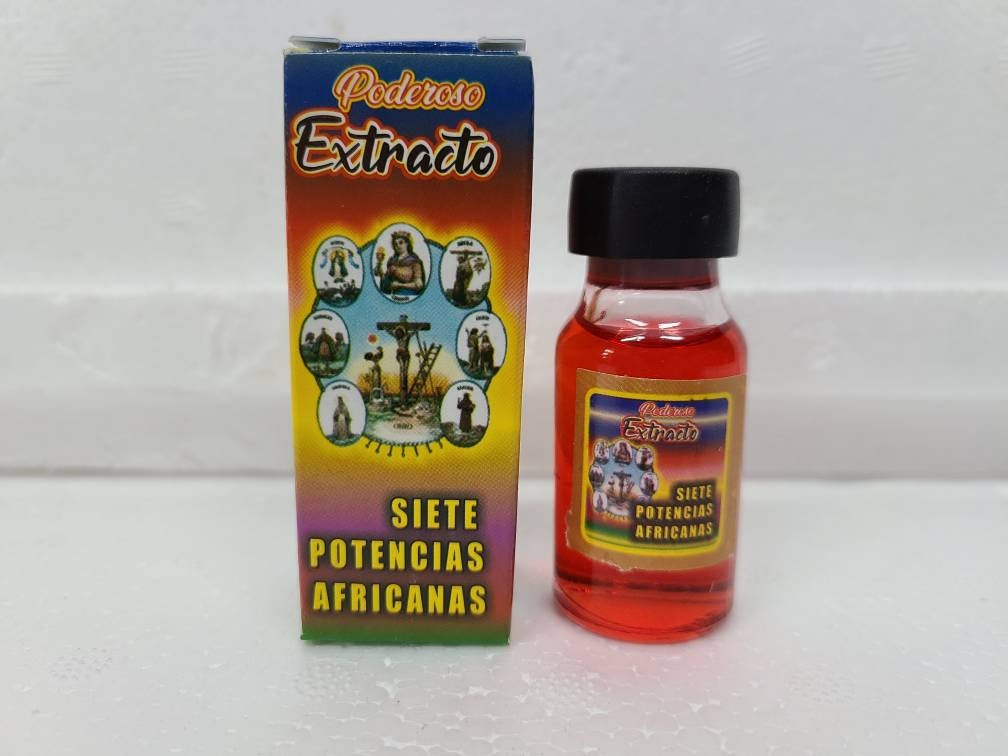 Poderoso
Extracto
SIETE
POTENCIAS
AFRICANAS
Poderoso
Extracto
SIETE
POTENCIAS
AFRICANAS